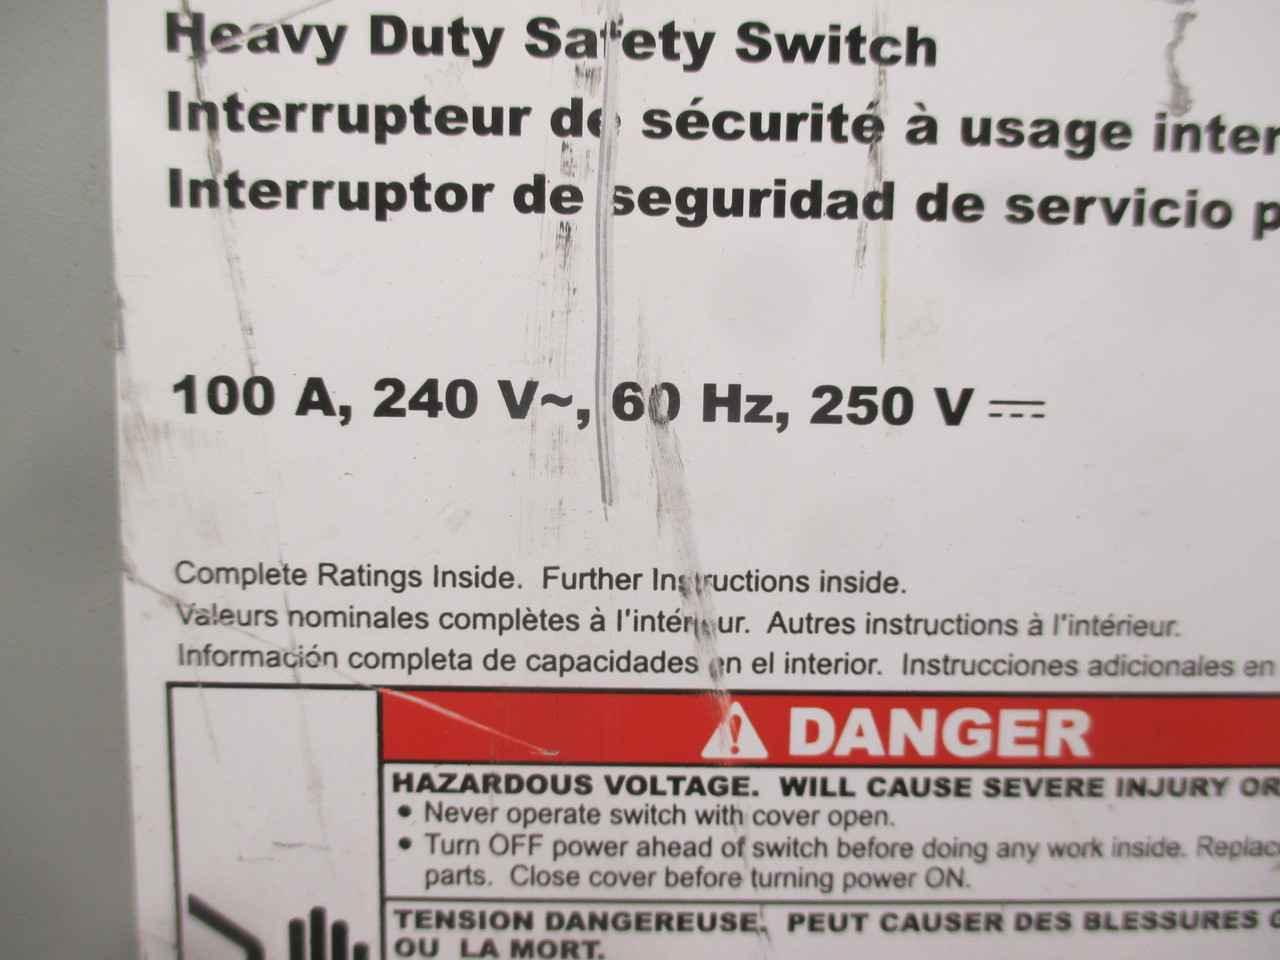 Heavy Duty Safety Switch
Interrupteur de sécurité à usage inter
Interruptor de seguridad de servicio p
100 A, 240 V~, 60 Hz, 250 V ⎓
Complete Ratings Inside. Further Instructions inside.
Valeurs nominales complètes à l'intérieur. Autres instructions à l'intérieur.
Información completa de capacidades en el interior. Instrucciones adicionales en
⚠ DANGER
HAZARDOUS VOLTAGE. WILL CAUSE SEVERE INJURY OR
• Never operate switch with cover open.
• Turn OFF power ahead of switch before doing any work inside. Replac
parts. Close cover before turning power ON.
TENSION DANGEREUSE. PEUT CAUSER DES BLESSURES
OU LA MORT.